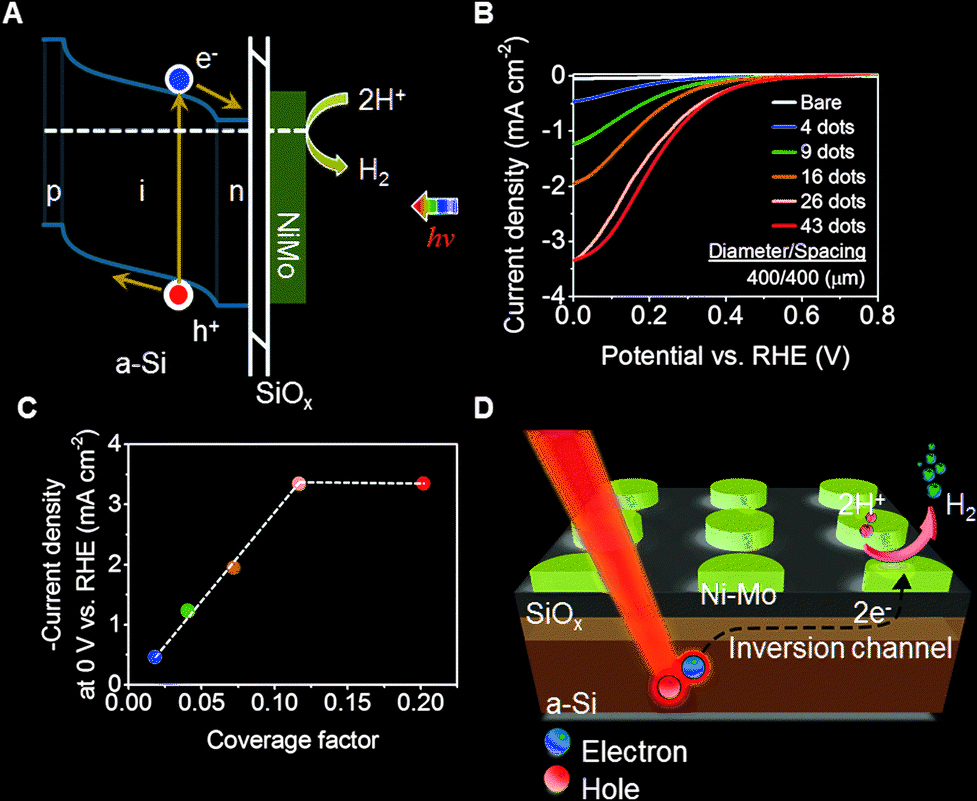 A
e-
2H+
H2
p
i
n
NiMo
hν
h+
a-Si
SiOx
B
Current density (mA cm-2)
0
-1
-2
-3
-4
Bare
4 dots
9 dots
16 dots
26 dots
43 dots
Diameter/Spacing
400/400 (μm)
0.0 0.2 0.4 0.6 0.8
Potential vs. RHE (V)
C
-Current density
at 0 V vs. RHE (mA cm-2)
4
3
2
1
0
0.00 0.05 0.10 0.15 0.20
Coverage factor
D
2H+
H2
Ni-Mo
SiOx
2e-
Inversion channel
a-Si
Electron
Hole